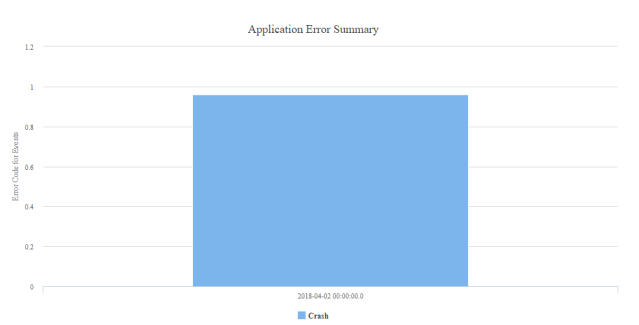 Application Error Summary
1.2
1
0.8
0.6
0.4
0.2
0
Error Code for Events
2018-04-02 00:00:00.0
Crash